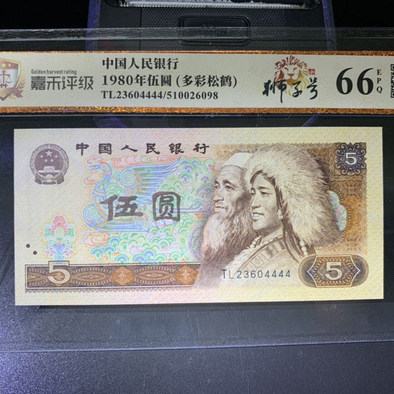 Golden harvest rating
嘉禾评级
中国人民银行
1980年伍圆(多彩松鹤)
TL23604444/510026098
狮子号
66 EPQ
中国人民银行
5
伍圆
TL23604444
5
5